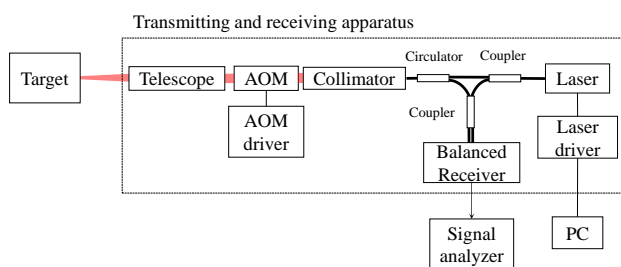 Transmitting and receiving apparatus
Circulator
Coupler
Target
Telescope
AOM
Collimator
Laser
Coupler
AOM
driver
Laser
driver
Balanced
Receiver
Signal
analyzer
PC